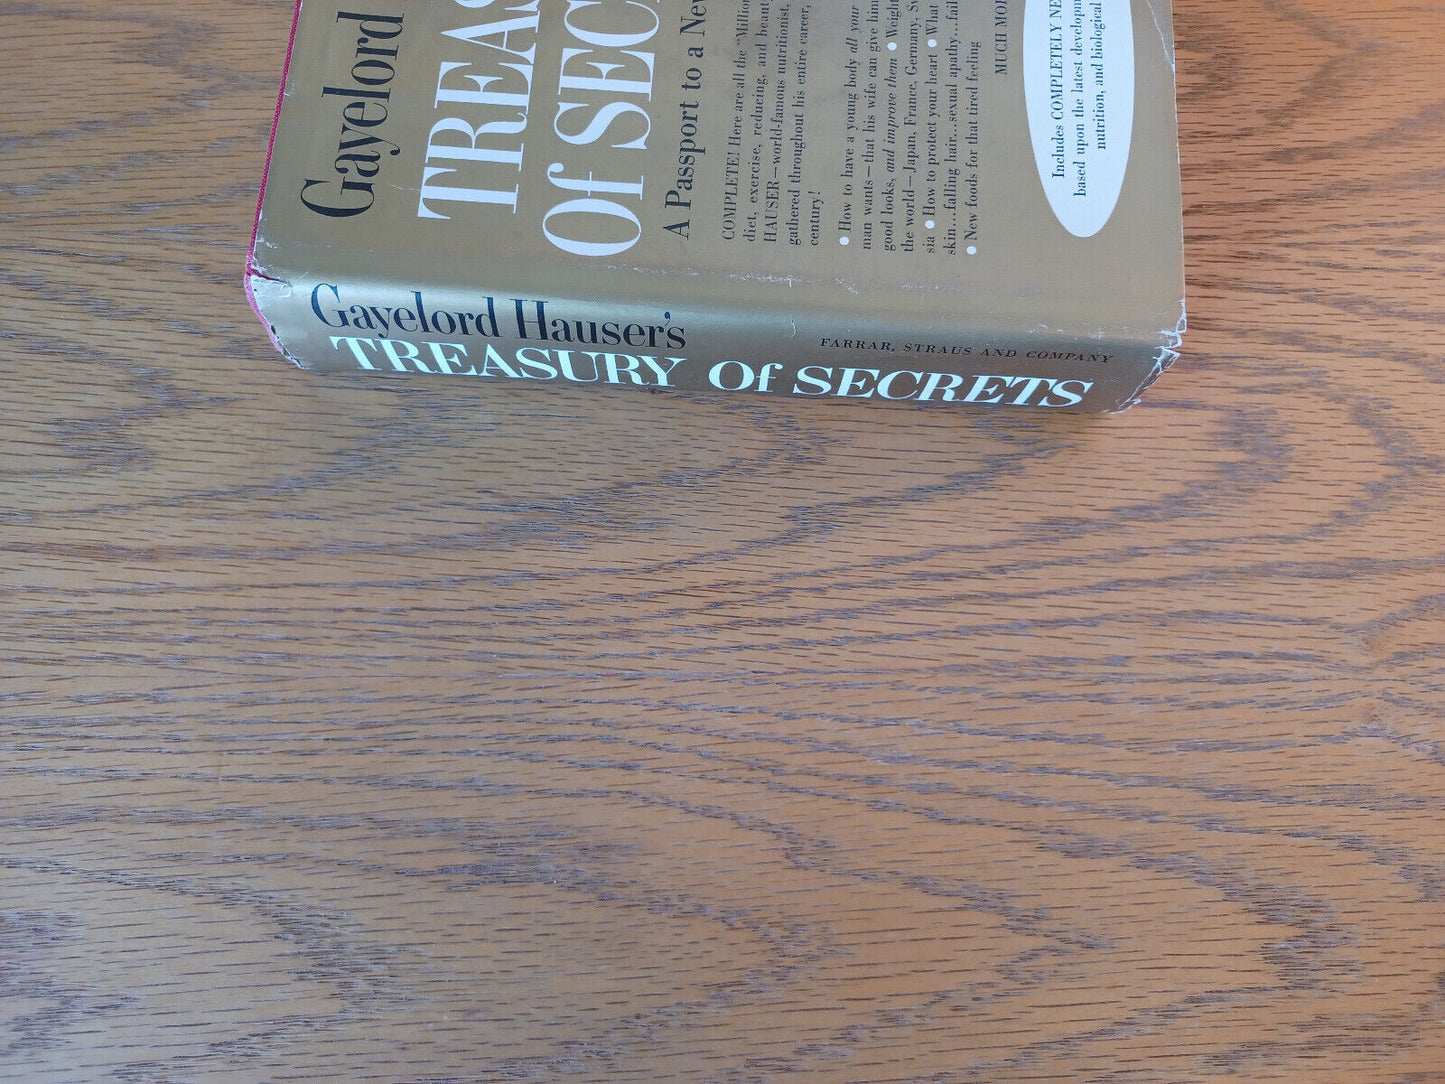 Gayelord
TREAS
Of SEC
A Passport to a New
COMPLETE! Here are all the "Million
diet, exercise, reducing, and beauty
HAUSER—world-famous nutritionist.
gathered throughout his entire career,
century!
• How to have a young body all your
man wants—that his wife can give him
good looks, and improve them • Weight
the world—Japan, France, Germany, Sw
sia • How to protect your heart • What
skin...falling hair...sexual apathy...fail
• New foods for that tired feeling
MUCH MOR
Includes COMPLETELY NE
based upon the latest developm
nutrition, and biological
Gayelord Hauser's
TREASURY Of SECRETS
FARRAR, STRAUS AND COMPANY